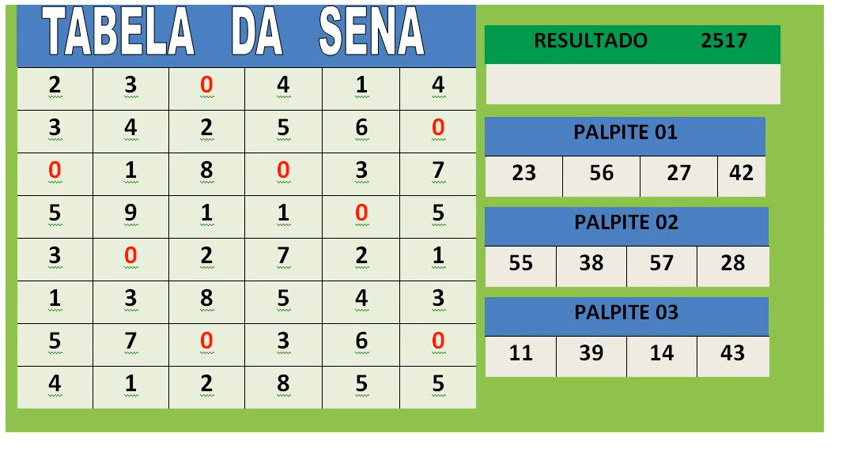 TABELA DA SENA
2 3 0 4 1 4
3 4 2 5 6 0
0 1 8 0 3 7
5 9 1 1 0 5
3 0 2 7 2 1
1 3 8 5 4 3
5 7 0 3 6 0
4 1 2 8 5 5
RESULTADO 2517
PALPITE 01
23 56 27 42
PALPITE 02
55 38 57 28
PALPITE 03
11 39 14 43